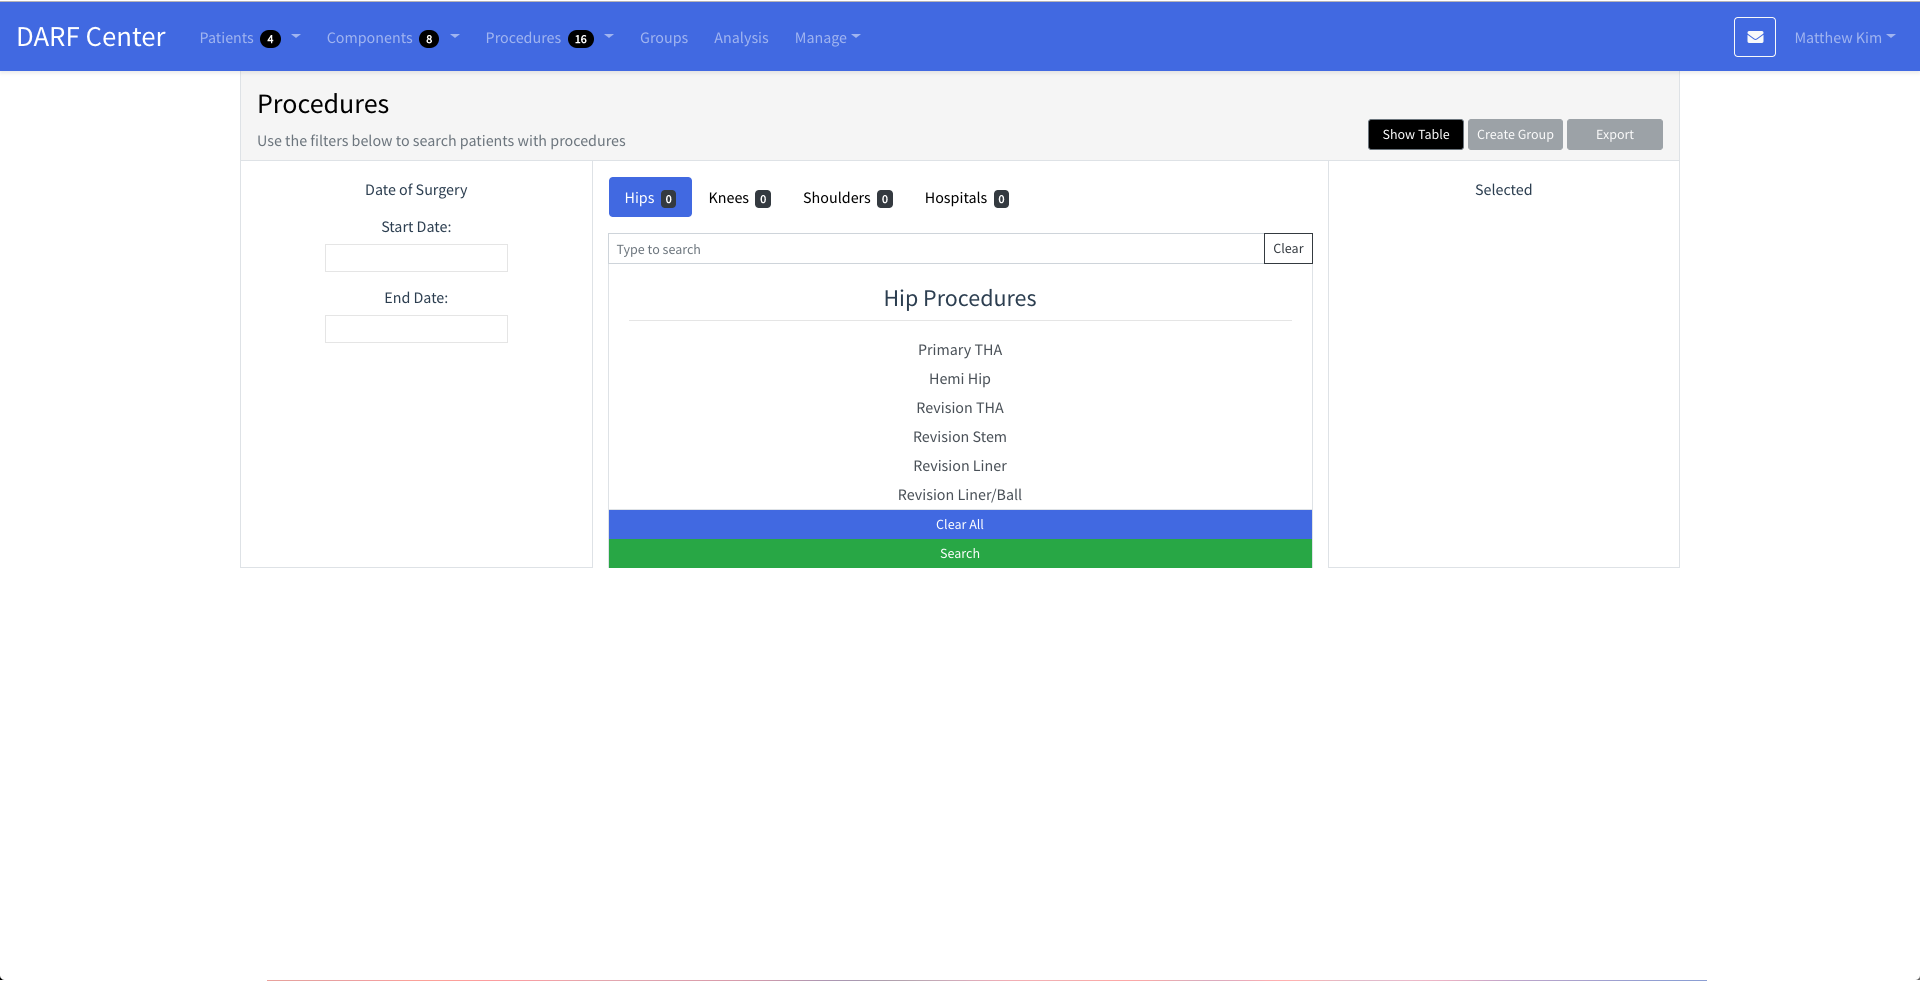 DARF Center Patients 4 Components 8 Procedures 16 Groups Analysis Manage Matthew Kim
Procedures
Use the filters below to search patients with procedures
Show Table Create Group Export
Date of Surgery
Start Date:
End Date:
Hips 0 Knees 0 Shoulders 0 Hospitals 0
Type to search Clear
Hip Procedures
Primary THA
Hemi Hip
Revision THA
Revision Stem
Revision Liner
Revision Liner/Ball
Clear All
Search
Selected